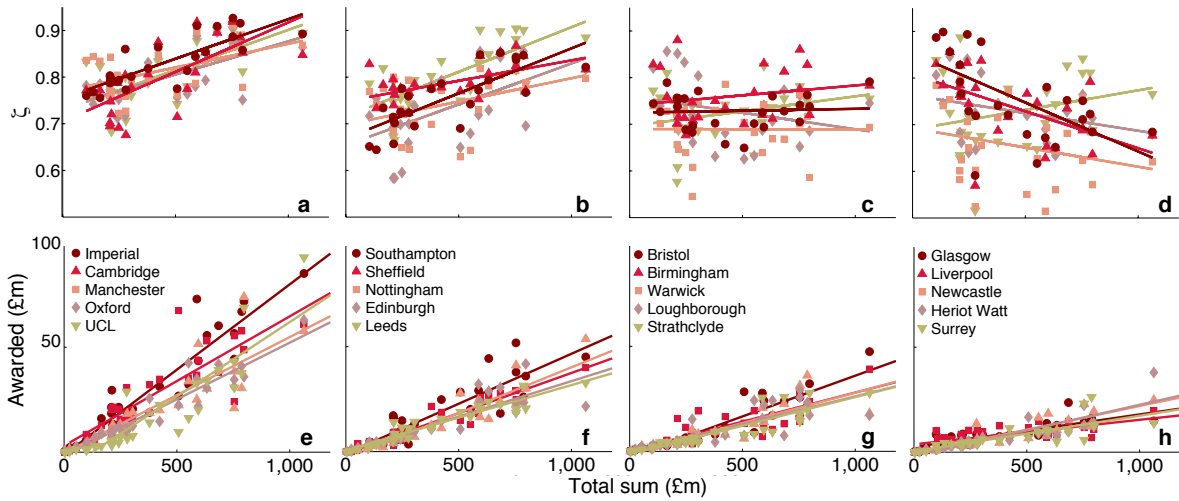 0.9
0.8
0.7
0.6
ζ
a
b
c
d
100
50
0
500
1,000
Awarded (£m)
Imperial
Cambridge
Manchester
Oxford
UCL
e
Southampton
Sheffield
Nottingham
Edinburgh
Leeds
f
0
500
1,000
Bristol
Birmingham
Warwick
Loughborough
Strathclyde
g
0
500
1,000
Glasgow
Liverpool
Newcastle
Heriot Watt
Surrey
h
0
500
1,000
Total sum (£m)